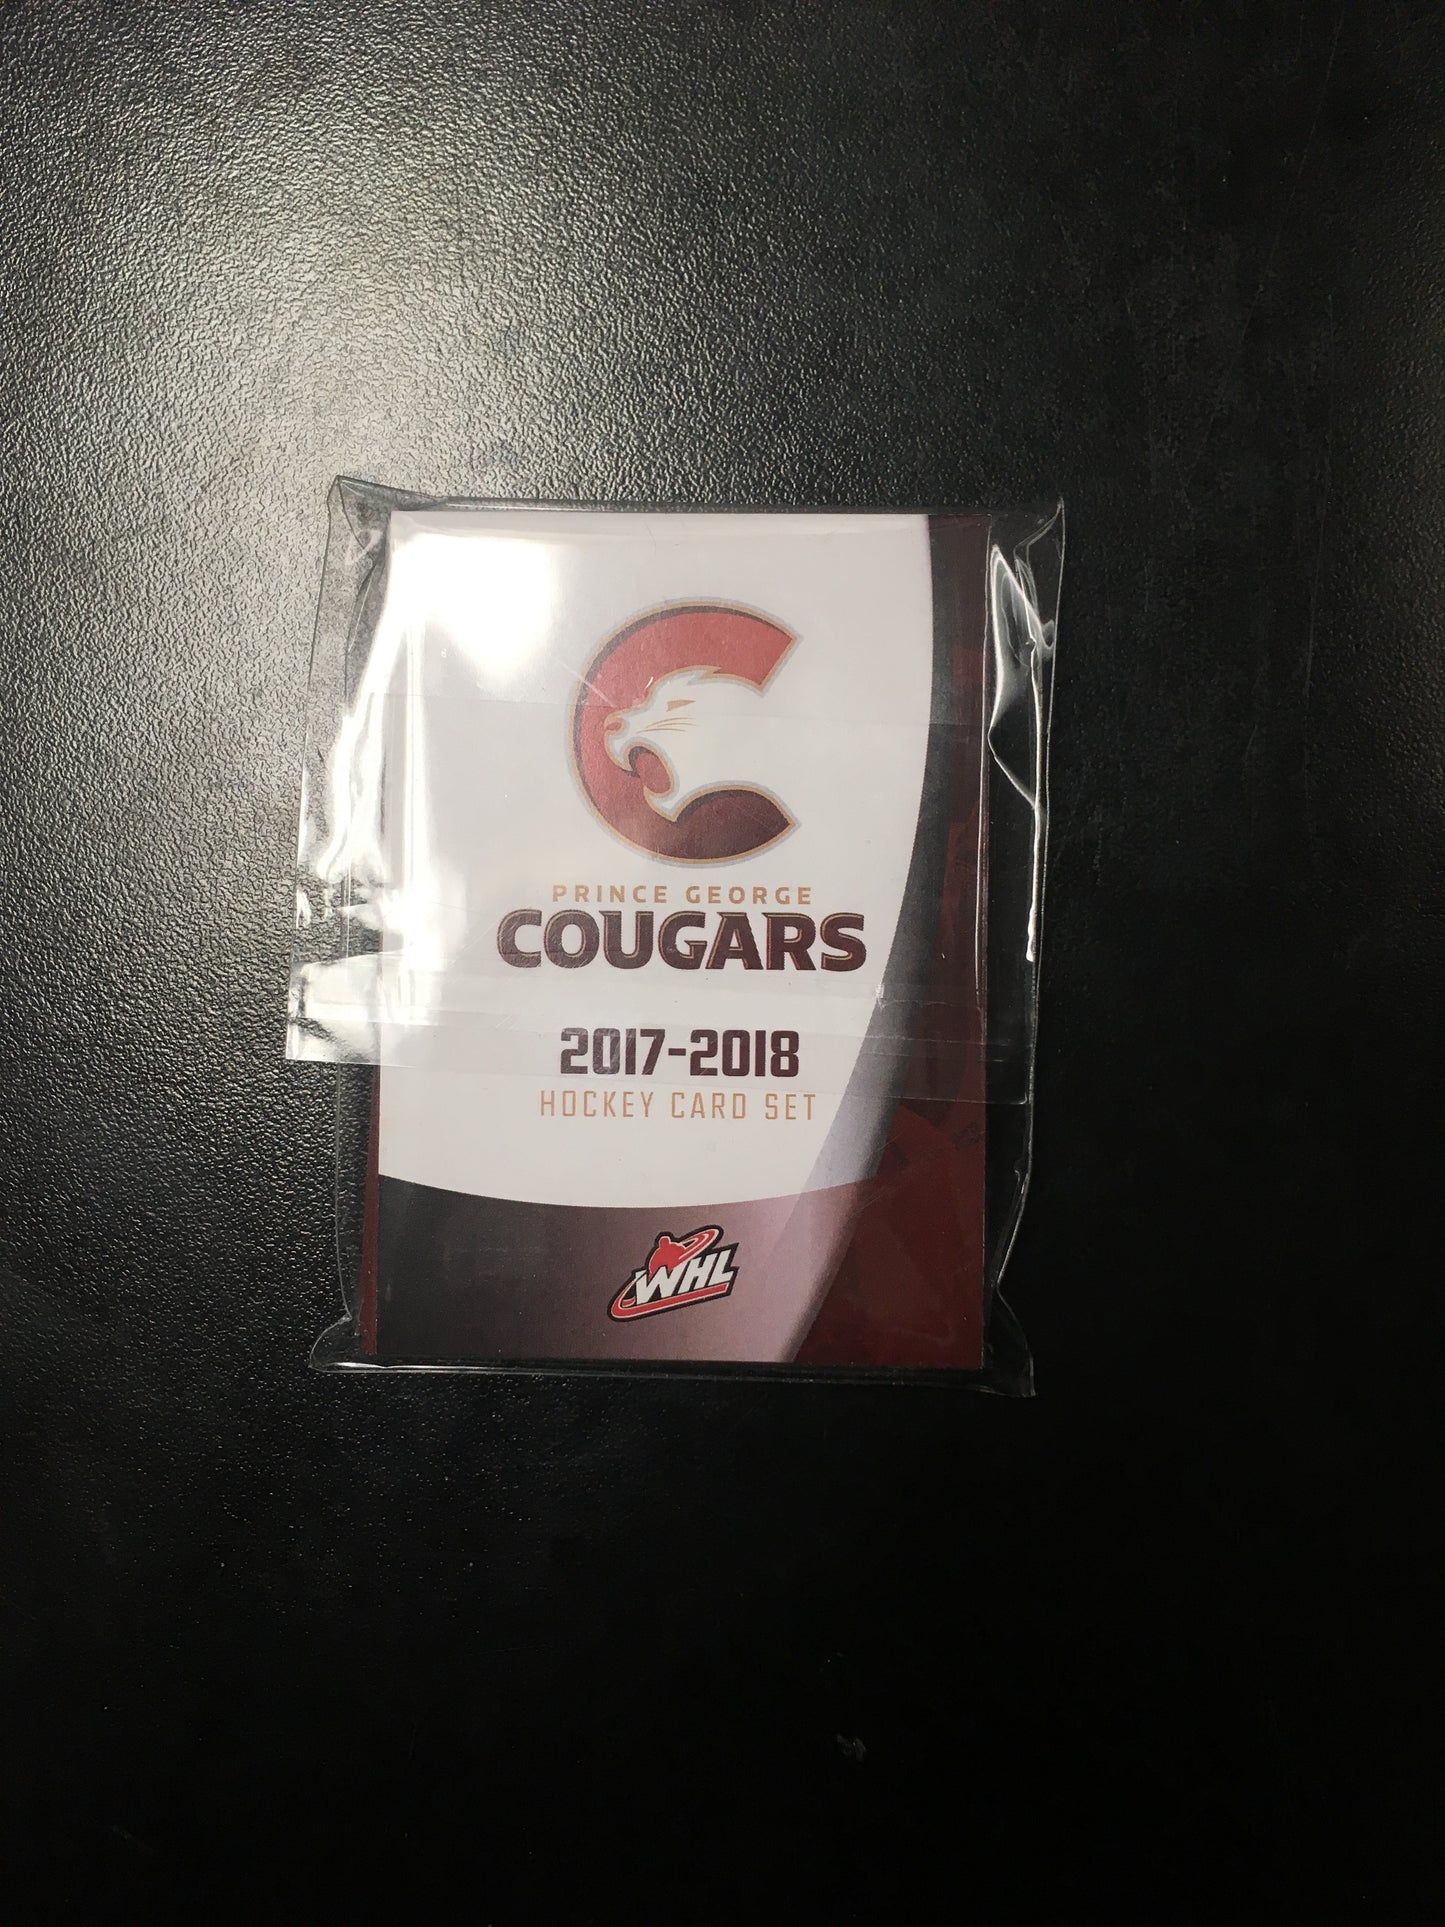 PRINCE GEORGE
COUGARS
2017-2018
HOCKEY CARD SET
WHL